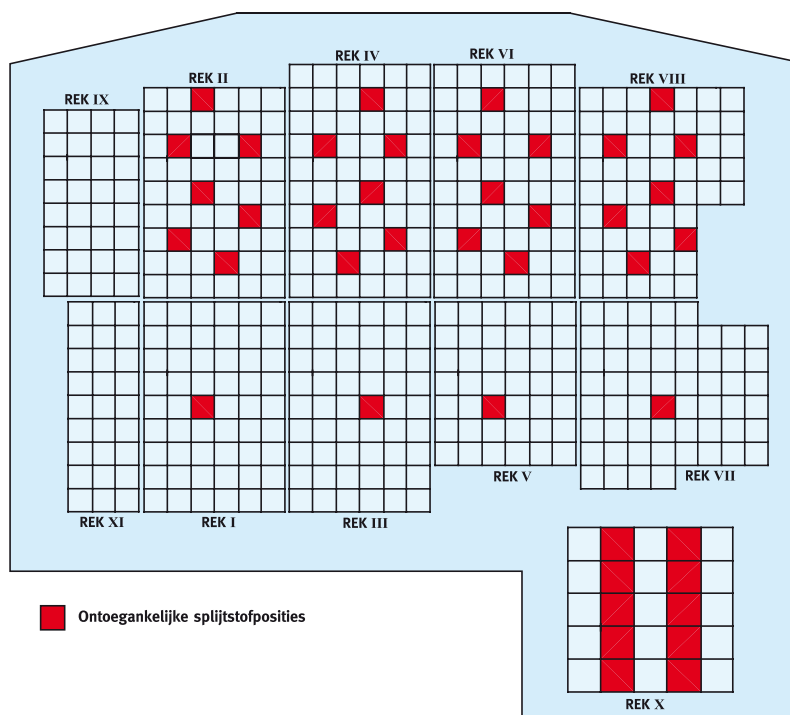 REK IV
REK VI
REK II
REK VIII
REK IX
REK V
REK VII
REK XI
REK I
REK III
Ontoegankelijke splijtstofposities
REK X